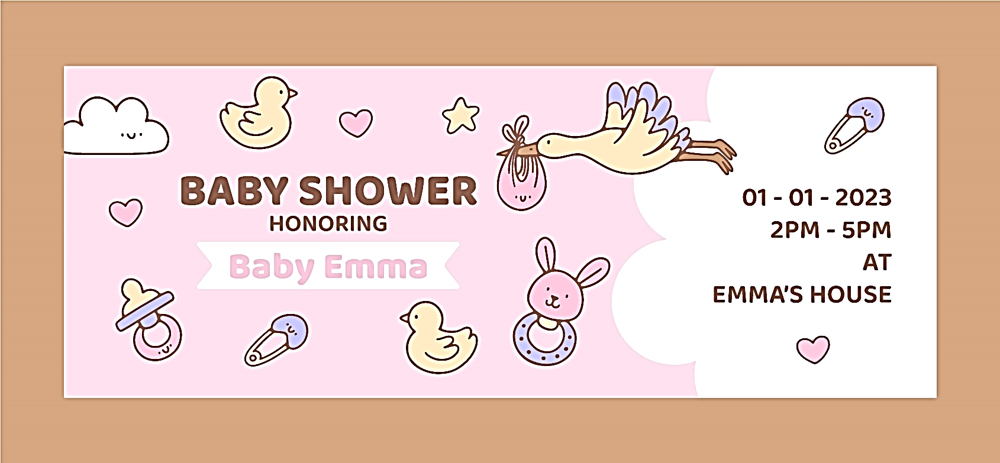 BABY SHOWER
HONORING
Baby Emma
01 - 01 - 2023
2PM - 5PM
AT
EMMA'S HOUSE